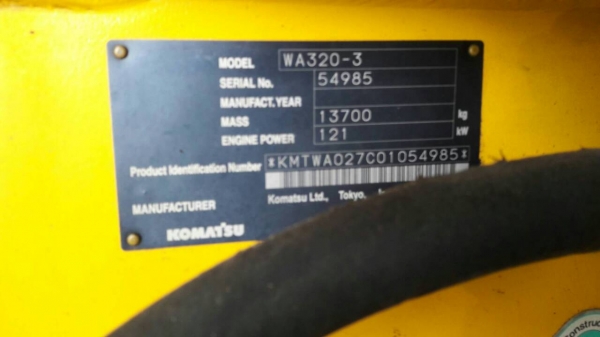 MODEL WA320-3
SERIAL No. 54985
MANUFACT.YEAR
MASS 13700 kg
ENGINE POWER 121 kW
Product Identification Number *KMTWA027C01054985*
MANUFACTURER Komatsu Ltd., Tokyo,
KOMATSU